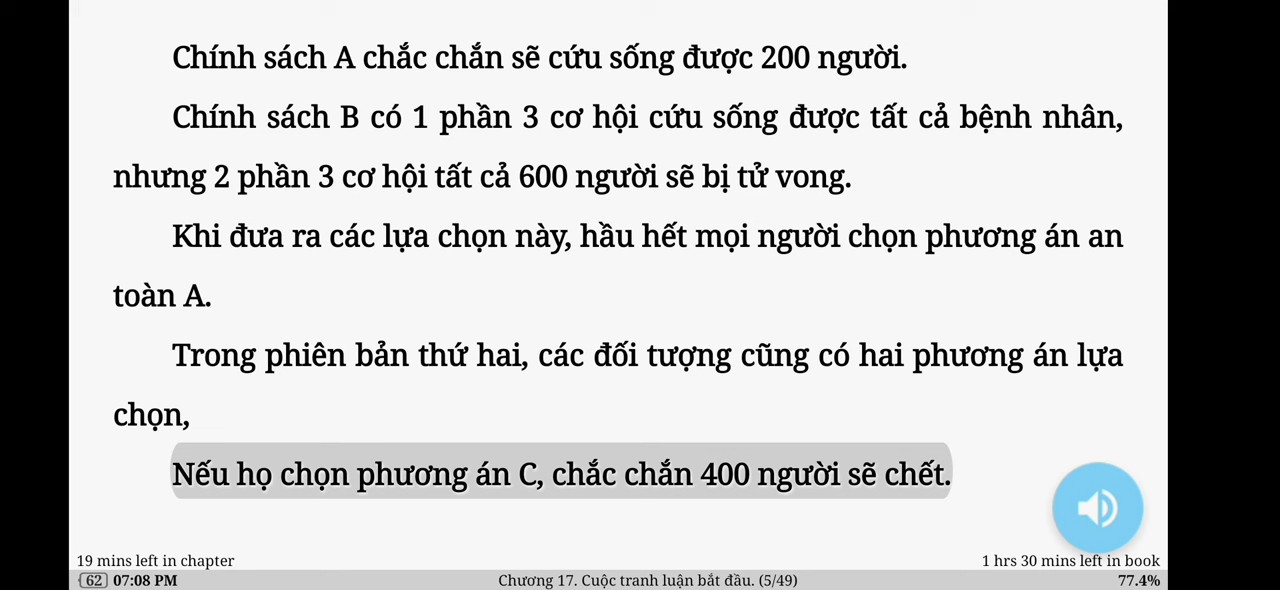 Chính sách A chắc chắn sẽ cứu sống được 200 người.
Chính sách B có 1 phần 3 cơ hội cứu sống được tất cả bệnh nhân,
nhưng 2 phần 3 cơ hội tất cả 600 người sẽ bị tử vong.
Khi đưa ra các lựa chọn này, hầu hết mọi người chọn phương án an
toàn A.
Trong phiên bản thứ hai, các đối tượng cũng có hai phương án lựa
chọn,
Nếu họ chọn phương án C, chắc chắn 400 người sẽ chết.
19 mins left in chapter 1 hrs 30 mins left in book
62 07:08 PM Chương 17. Cuộc tranh luận bắt đầu. (5/49) 77.4%